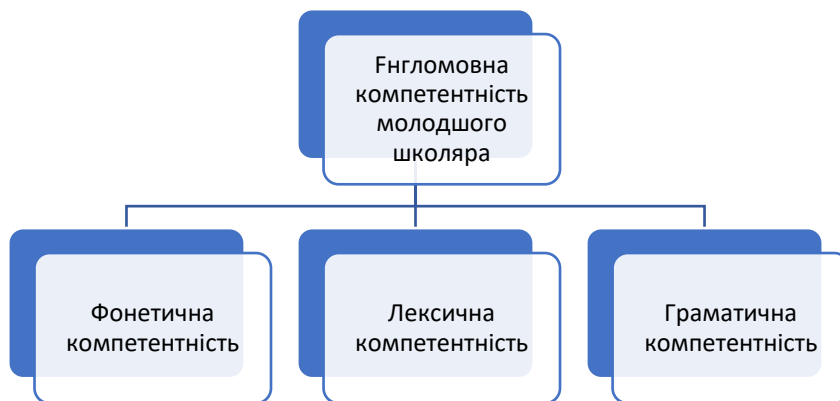 Fнгломовна
компетентність
молодшого
школяра
Фонетична
компетентність
Лексична
компетентність
Граматична
компетентність